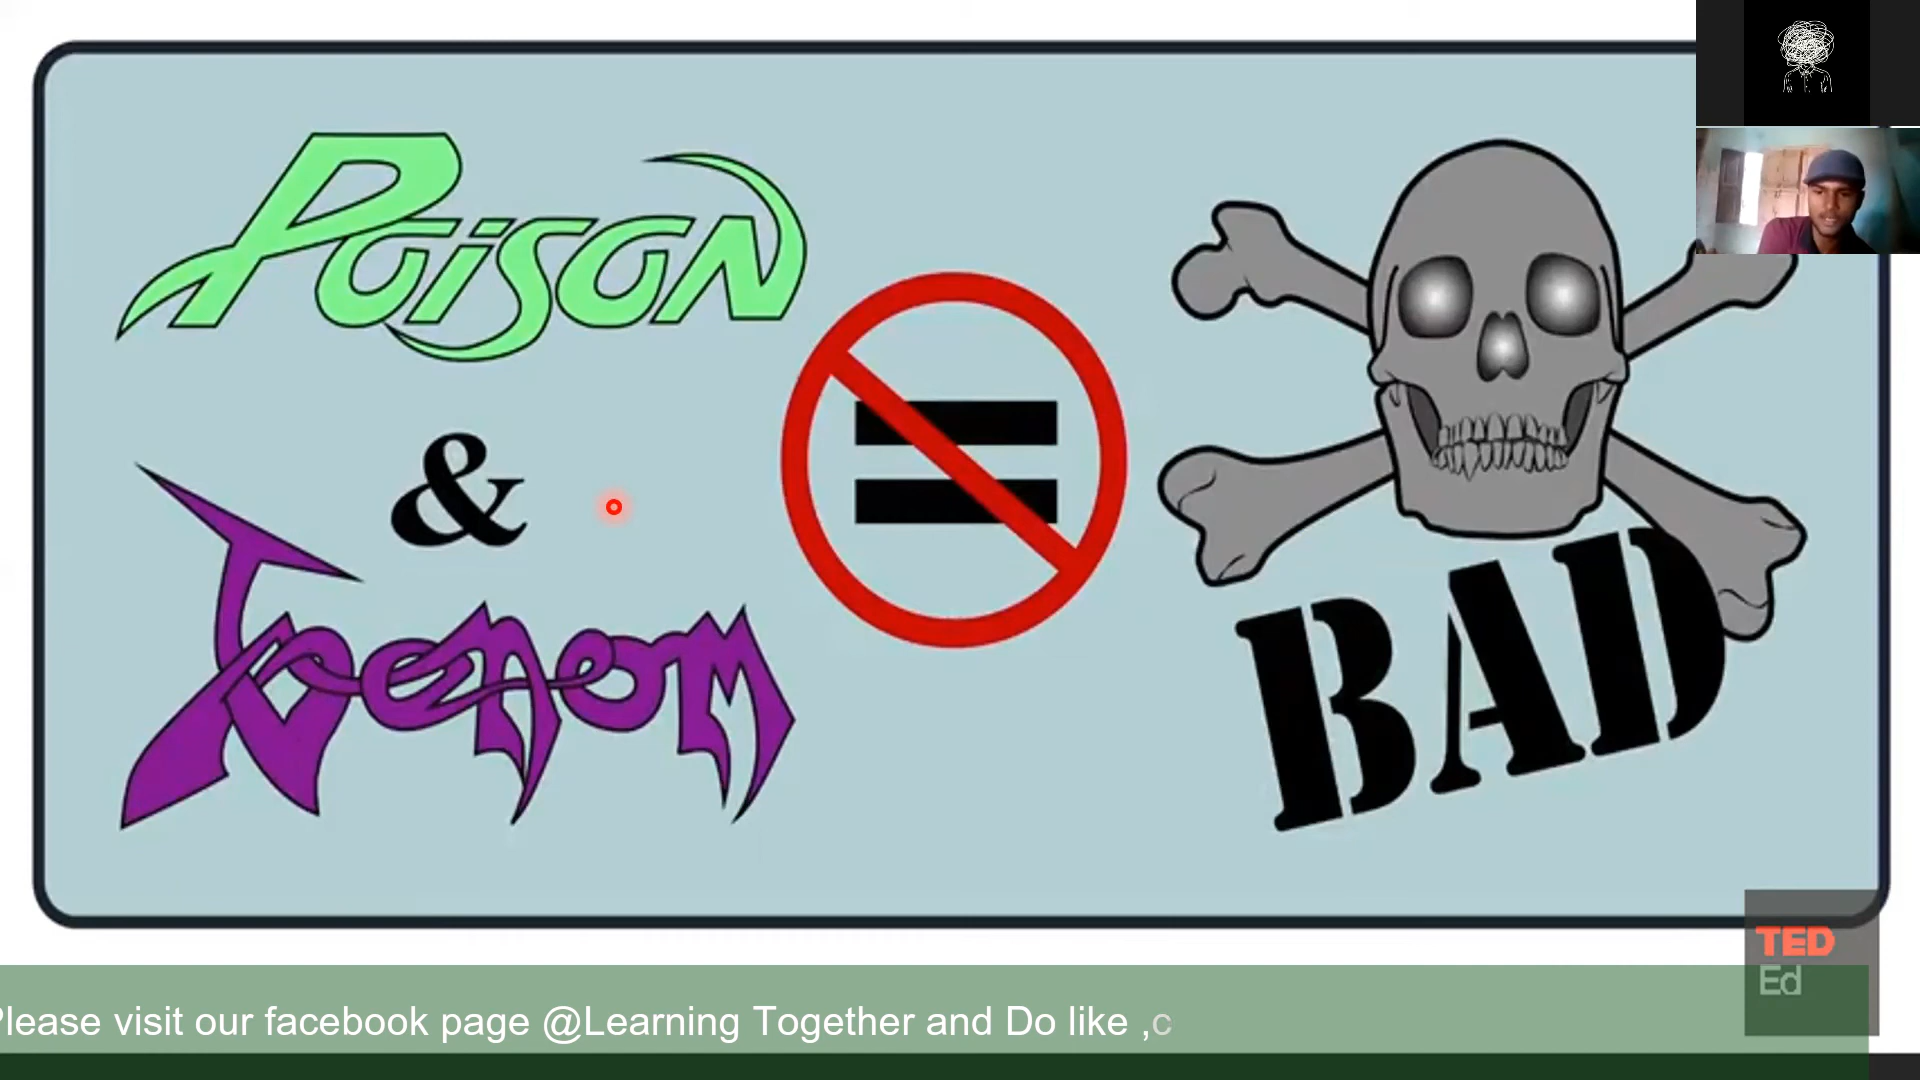 Poison
&
Venom
=
BAD
TED
Ed
Please visit our facebook page @Learning Together and Do like ,c